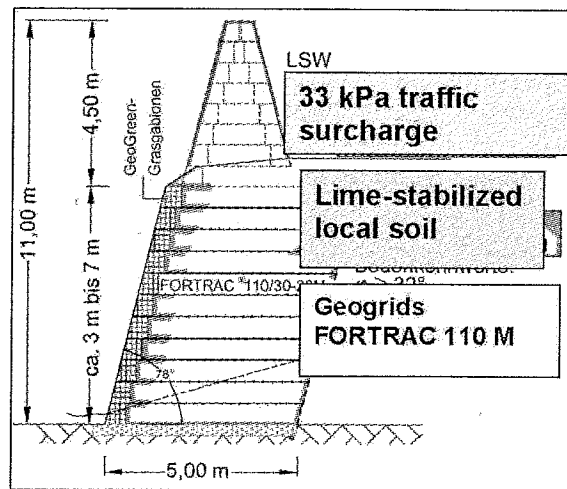 LSW
33 kPa traffic
surcharge
4,50 m
GeoGreen-
Grasgabionen
11,00 m
Lime-stabilized
local soil
ca. 3 m bis 7 m
FORTRAC ® 110/30-20M
Geogrids
FORTRAC 110 M
78°
5,00 m